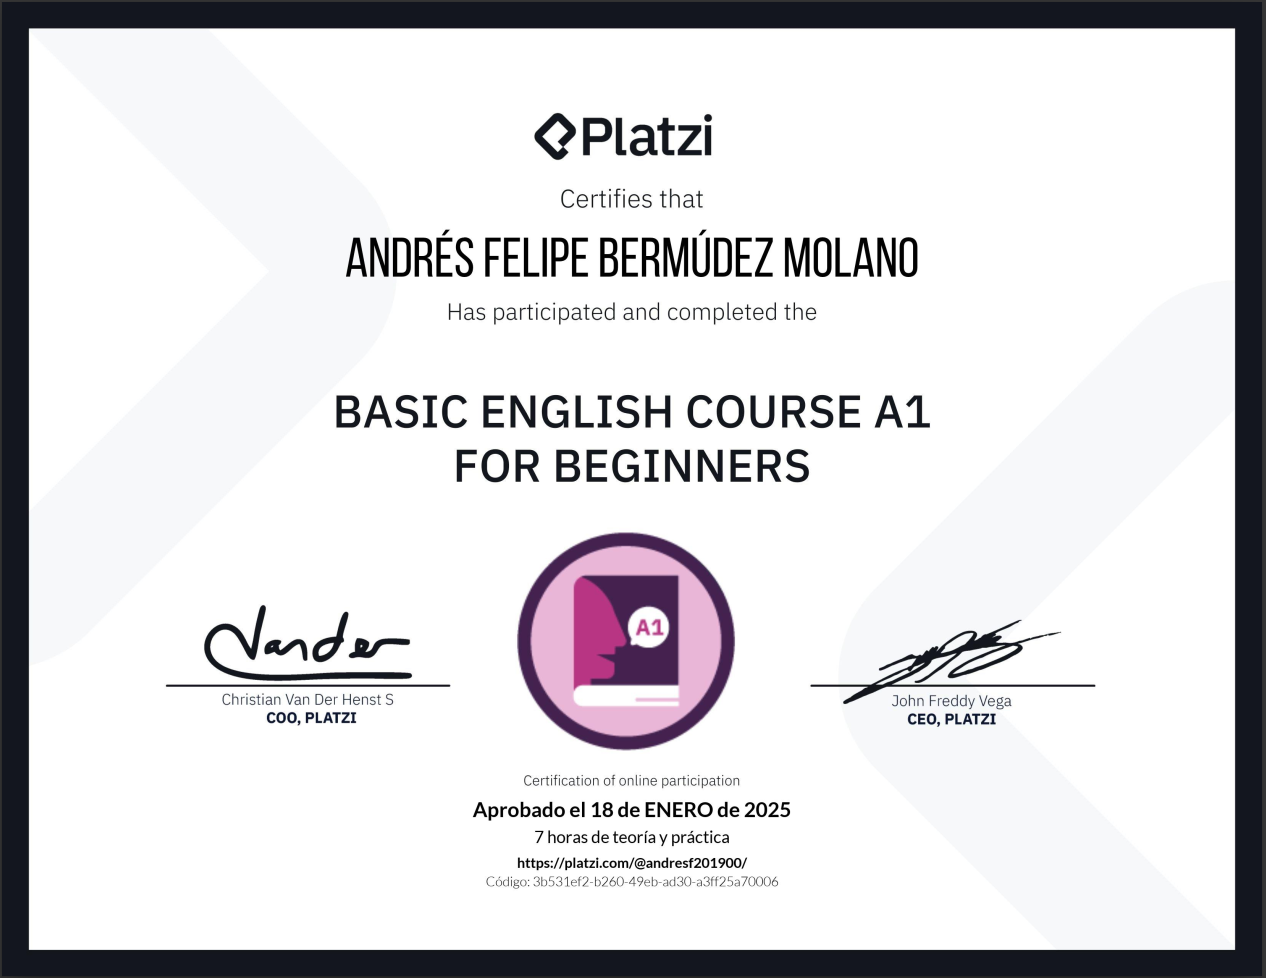 Platzi
Certifies that
ANDRÉS FELIPE BERMÚDEZ MOLANO
Has participated and completed the
BASIC ENGLISH COURSE A1
FOR BEGINNERS
A1
Vander
Christian Van Der Henst S
COO, PLATZI
John Freddy Vega
CEO, PLATZI
Certification of online participation
Aprobado el 18 de ENERO de 2025
7 horas de teoría y práctica
https://platzi.com/@andresf201900/
Código: 3b531ef2-b260-49eb-ad30-a3ff25a70006